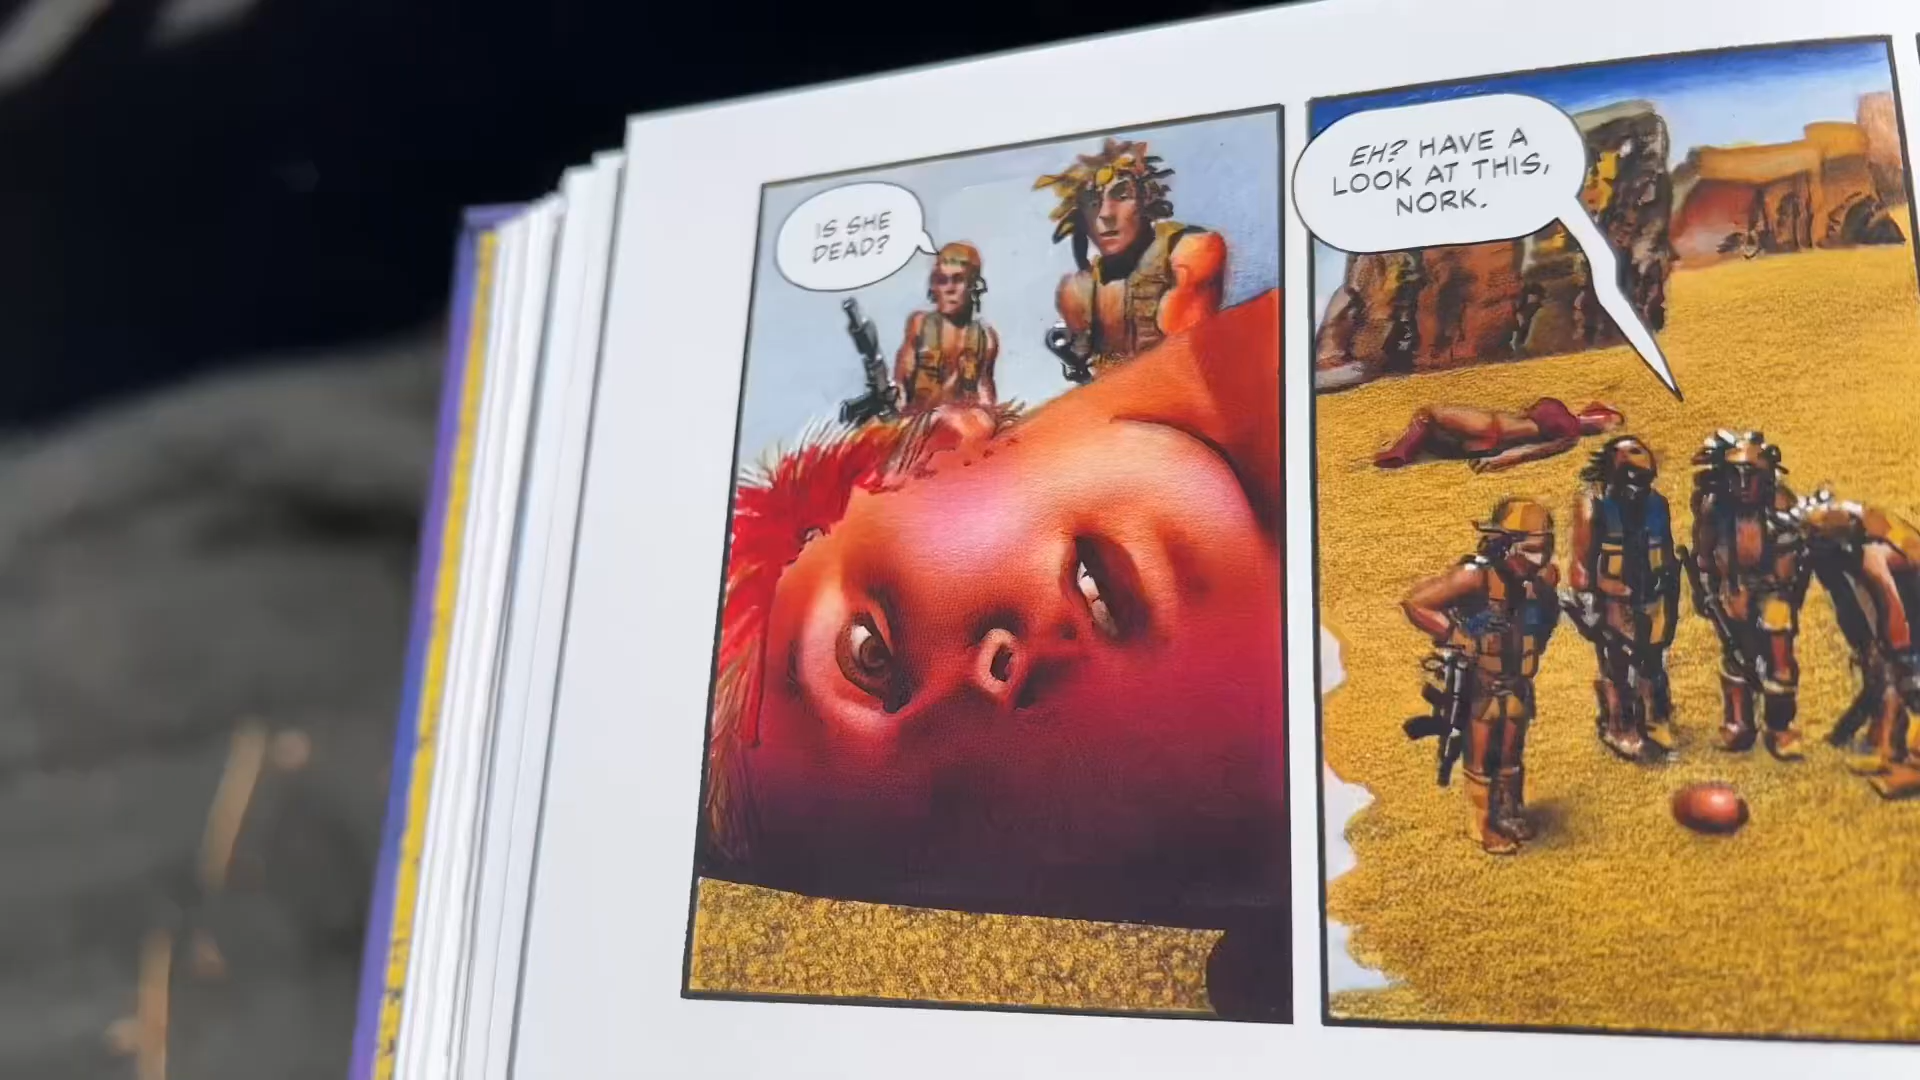 IS SHE
DEAD?
EH? HAVE A
LOOK AT THIS,
NORK.